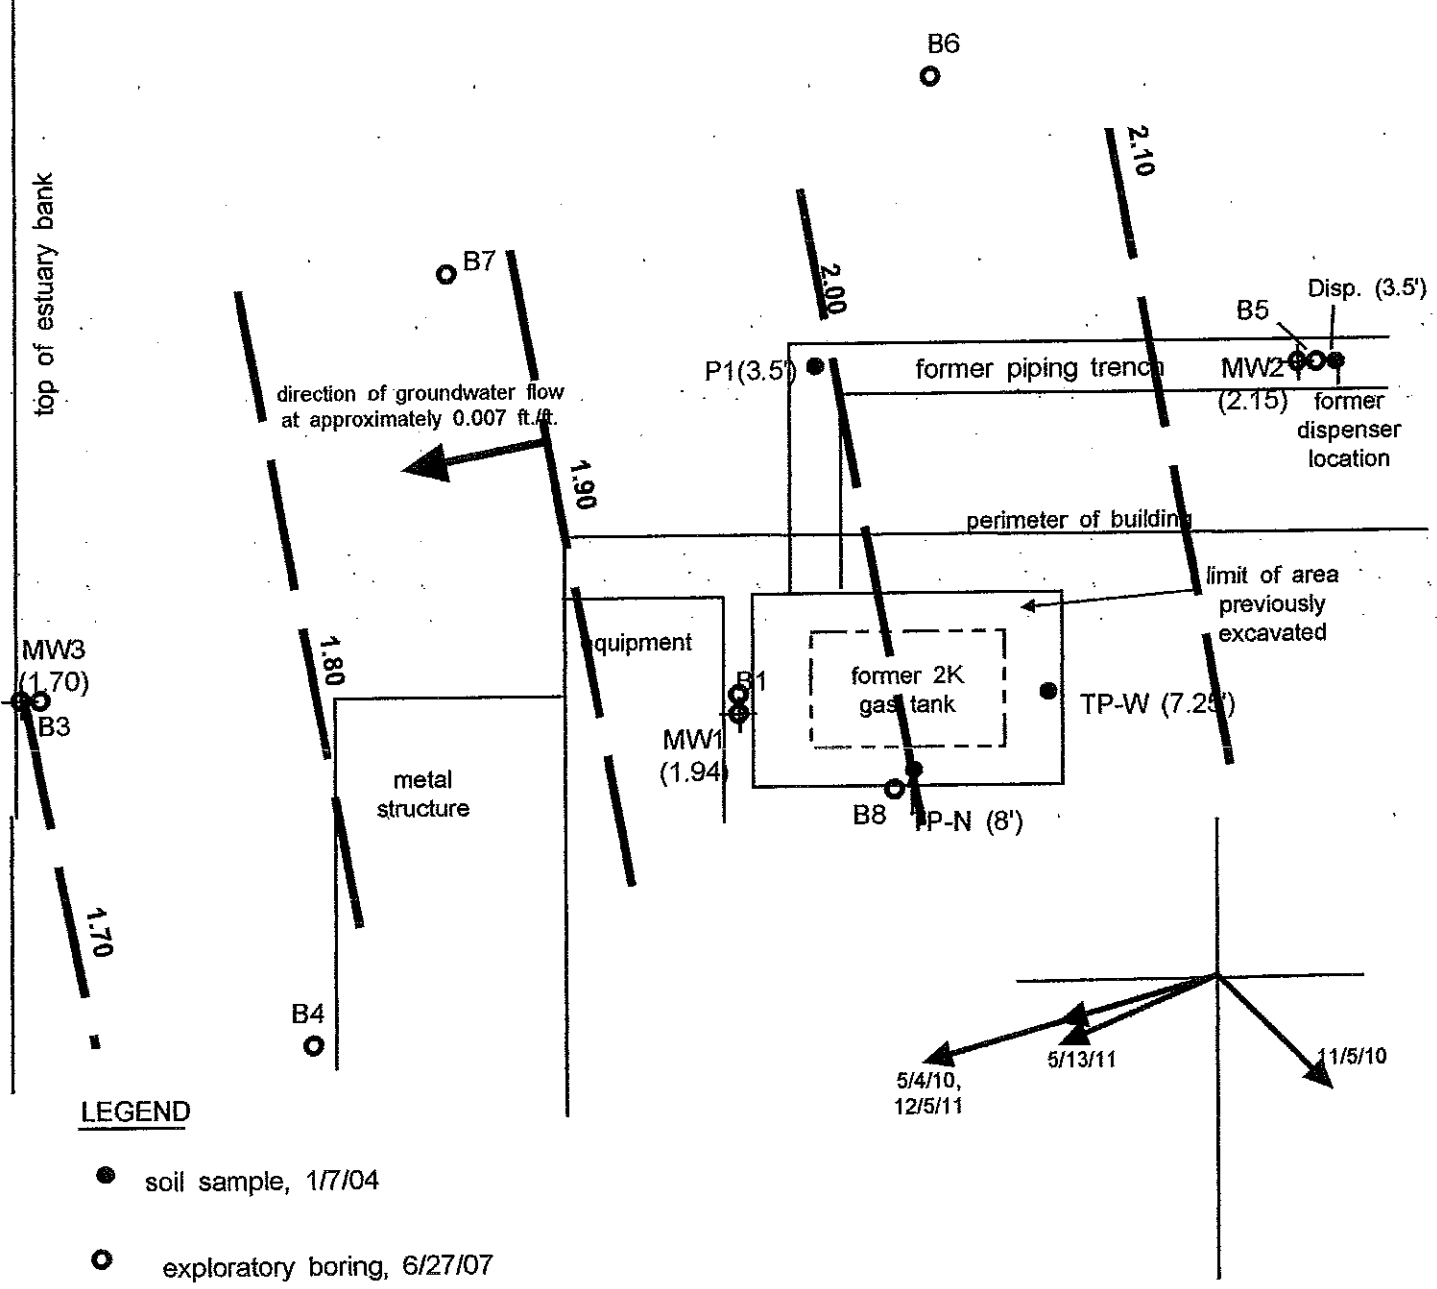 B6
2.10
top of estuary bank
B7
2.00
Disp. (3.5')
B5
P1(3.5')
former piping trench
MW2
(2.15)
former
dispenser
location
direction of groundwater flow
at approximately 0.007 ft./ft.
1.90
perimeter of building
limit of area
previously
excavated
MW3
(1.70)
B3
1.80
equipment
B1
former 2K
gas tank
TP-W (7.25')
MW1
(1.94)
metal
structure
B8
TP-N (8')
1.70
B4
5/4/10,
12/5/11
5/13/11
11/5/10
LEGEND
soil sample, 1/7/04
exploratory boring, 6/27/07